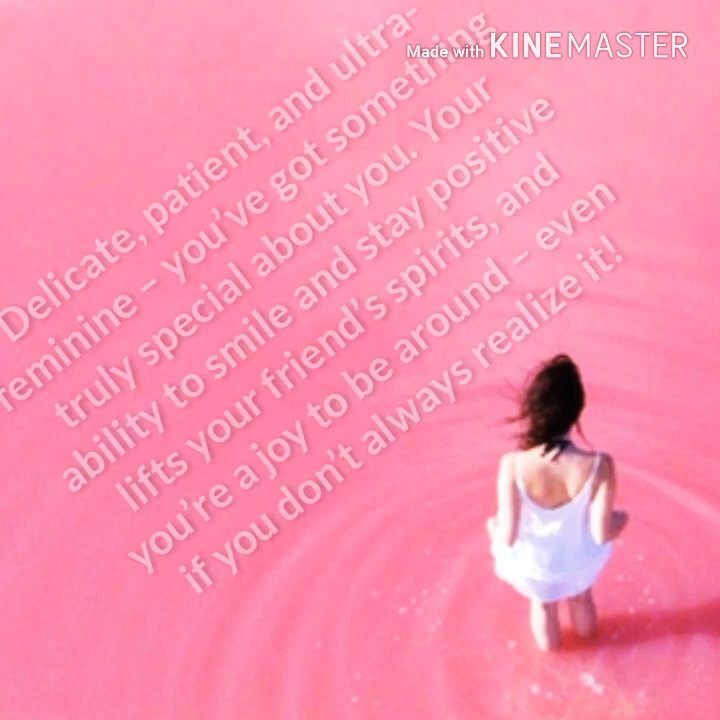 Made with KINEMASTER
Delicate, patient, and ultra-
feminine – you've got something
truly special about you. Your
ability to smile and stay positive
lifts your friend's spirits, and
you're a joy to be around – even
if you don't always realize it!